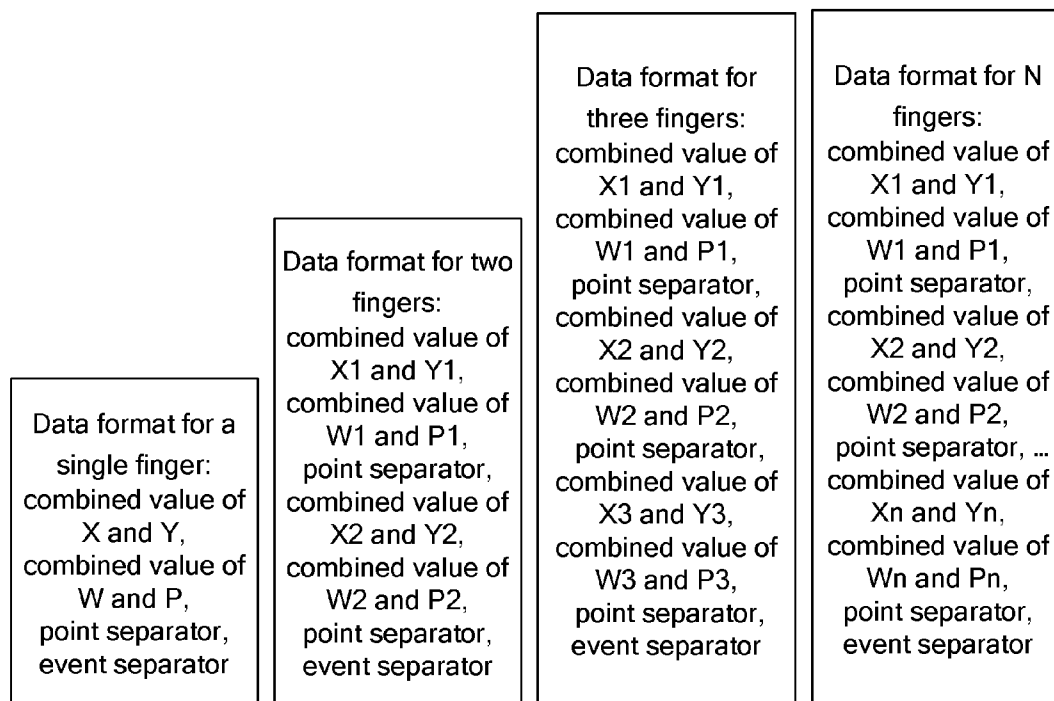 Data format for a
single finger:
combined value of
X and Y,
combined value of
W and P,
point separator,
event separator
Data format for two
fingers:
combined value of
X1 and Y1,
combined value of
W1 and P1,
point separator,
combined value of
X2 and Y2,
combined value of
W2 and P2,
point separator,
event separator
Data format for
three fingers:
combined value of
X1 and Y1,
combined value of
W1 and P1,
point separator,
combined value of
X2 and Y2,
combined value of
W2 and P2,
point separator,
combined value of
X3 and Y3,
combined value of
W3 and P3,
point separator,
event separator
Data format for N
fingers:
combined value of
X1 and Y1,
combined value of
W1 and P1,
point separator,
combined value of
X2 and Y2,
combined value of
W2 and P2,
point separator, ...
combined value of
Xn and Yn,
combined value of
Wn and Pn,
point separator,
event separator